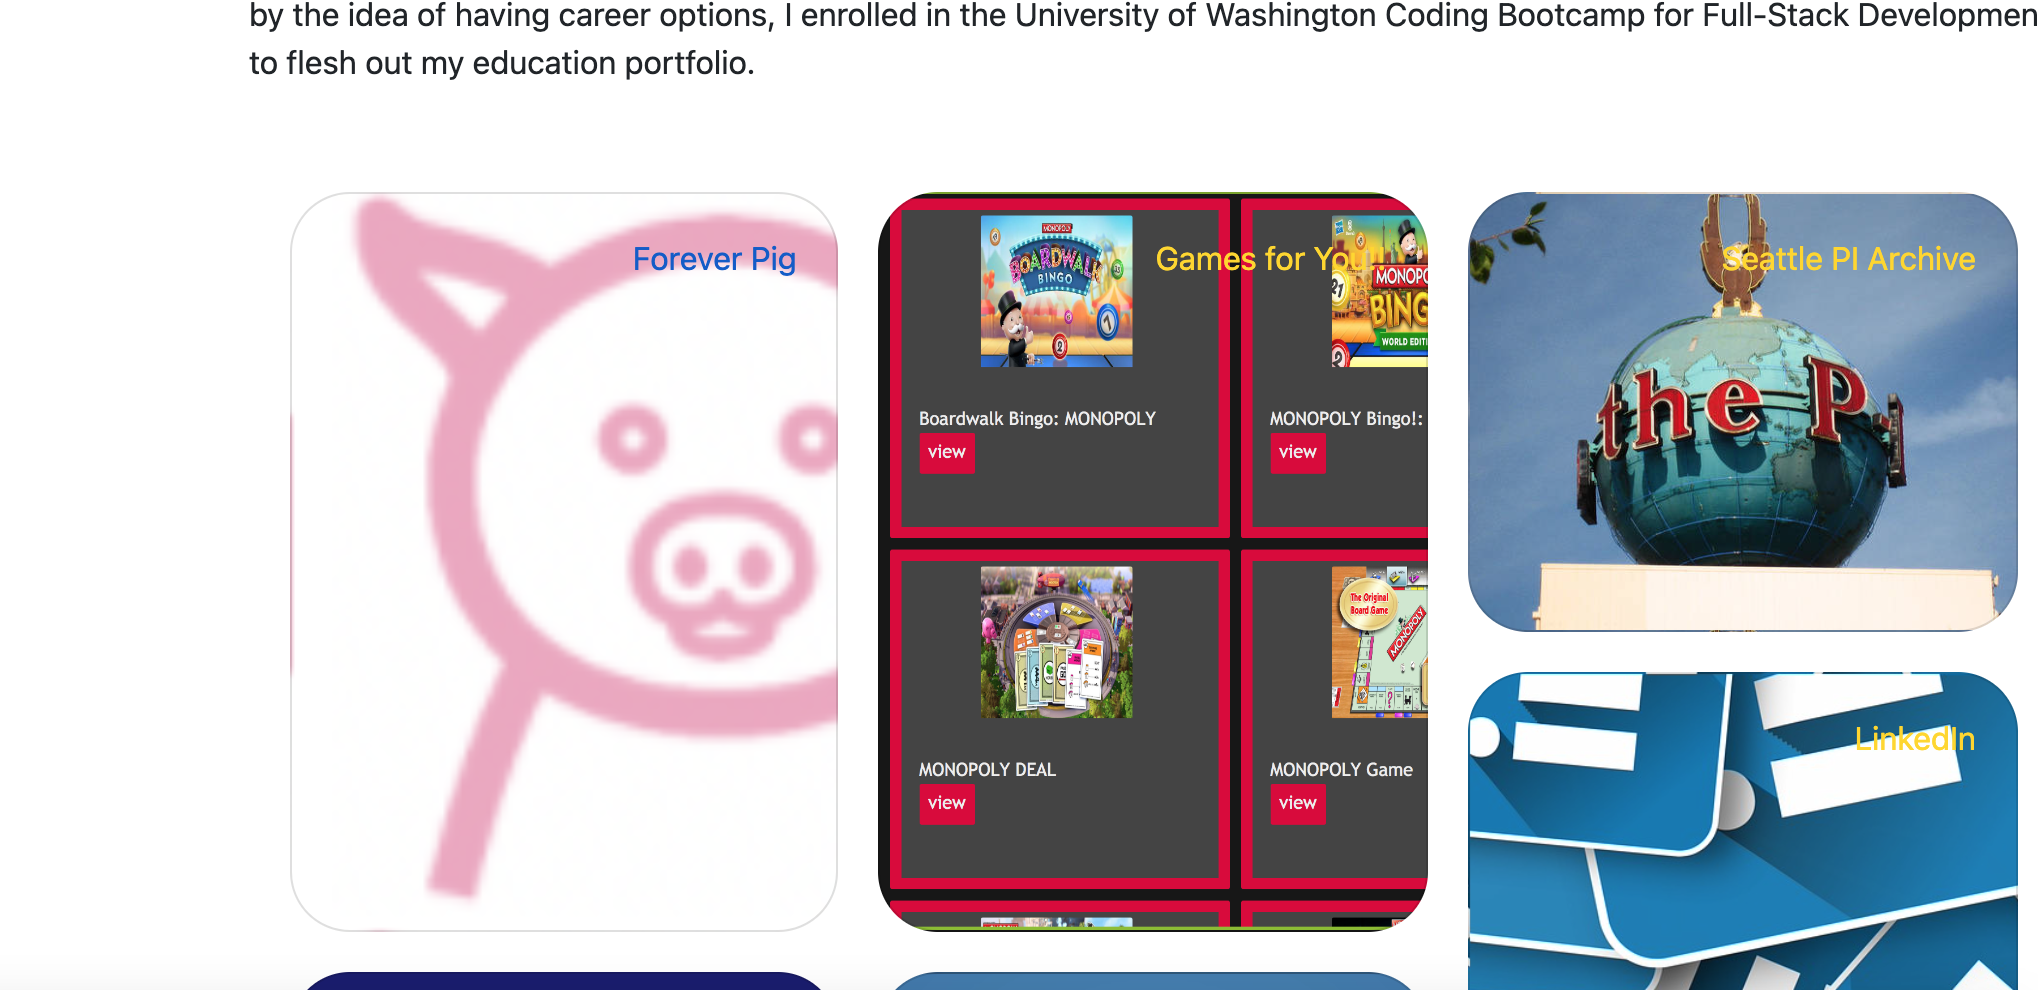 by the idea of having career options, I enrolled in the University of Washington Coding Bootcamp for Full-Stack Developmen
to flesh out my education portfolio.
Forever Pig
Games for You!!
Seattle PI Archive
MONOPOLY
BOARDWALK
BINGO
MONOPO
BING
WORLD EDITI
Boardwalk Bingo: MONOPOLY
view
MONOPOLY Bingo!:
view
the P-I
The Original
Board Game
MONOPOLY
MONOPOLY DEAL
view
MONOPOLY Game
view
LinkedIn